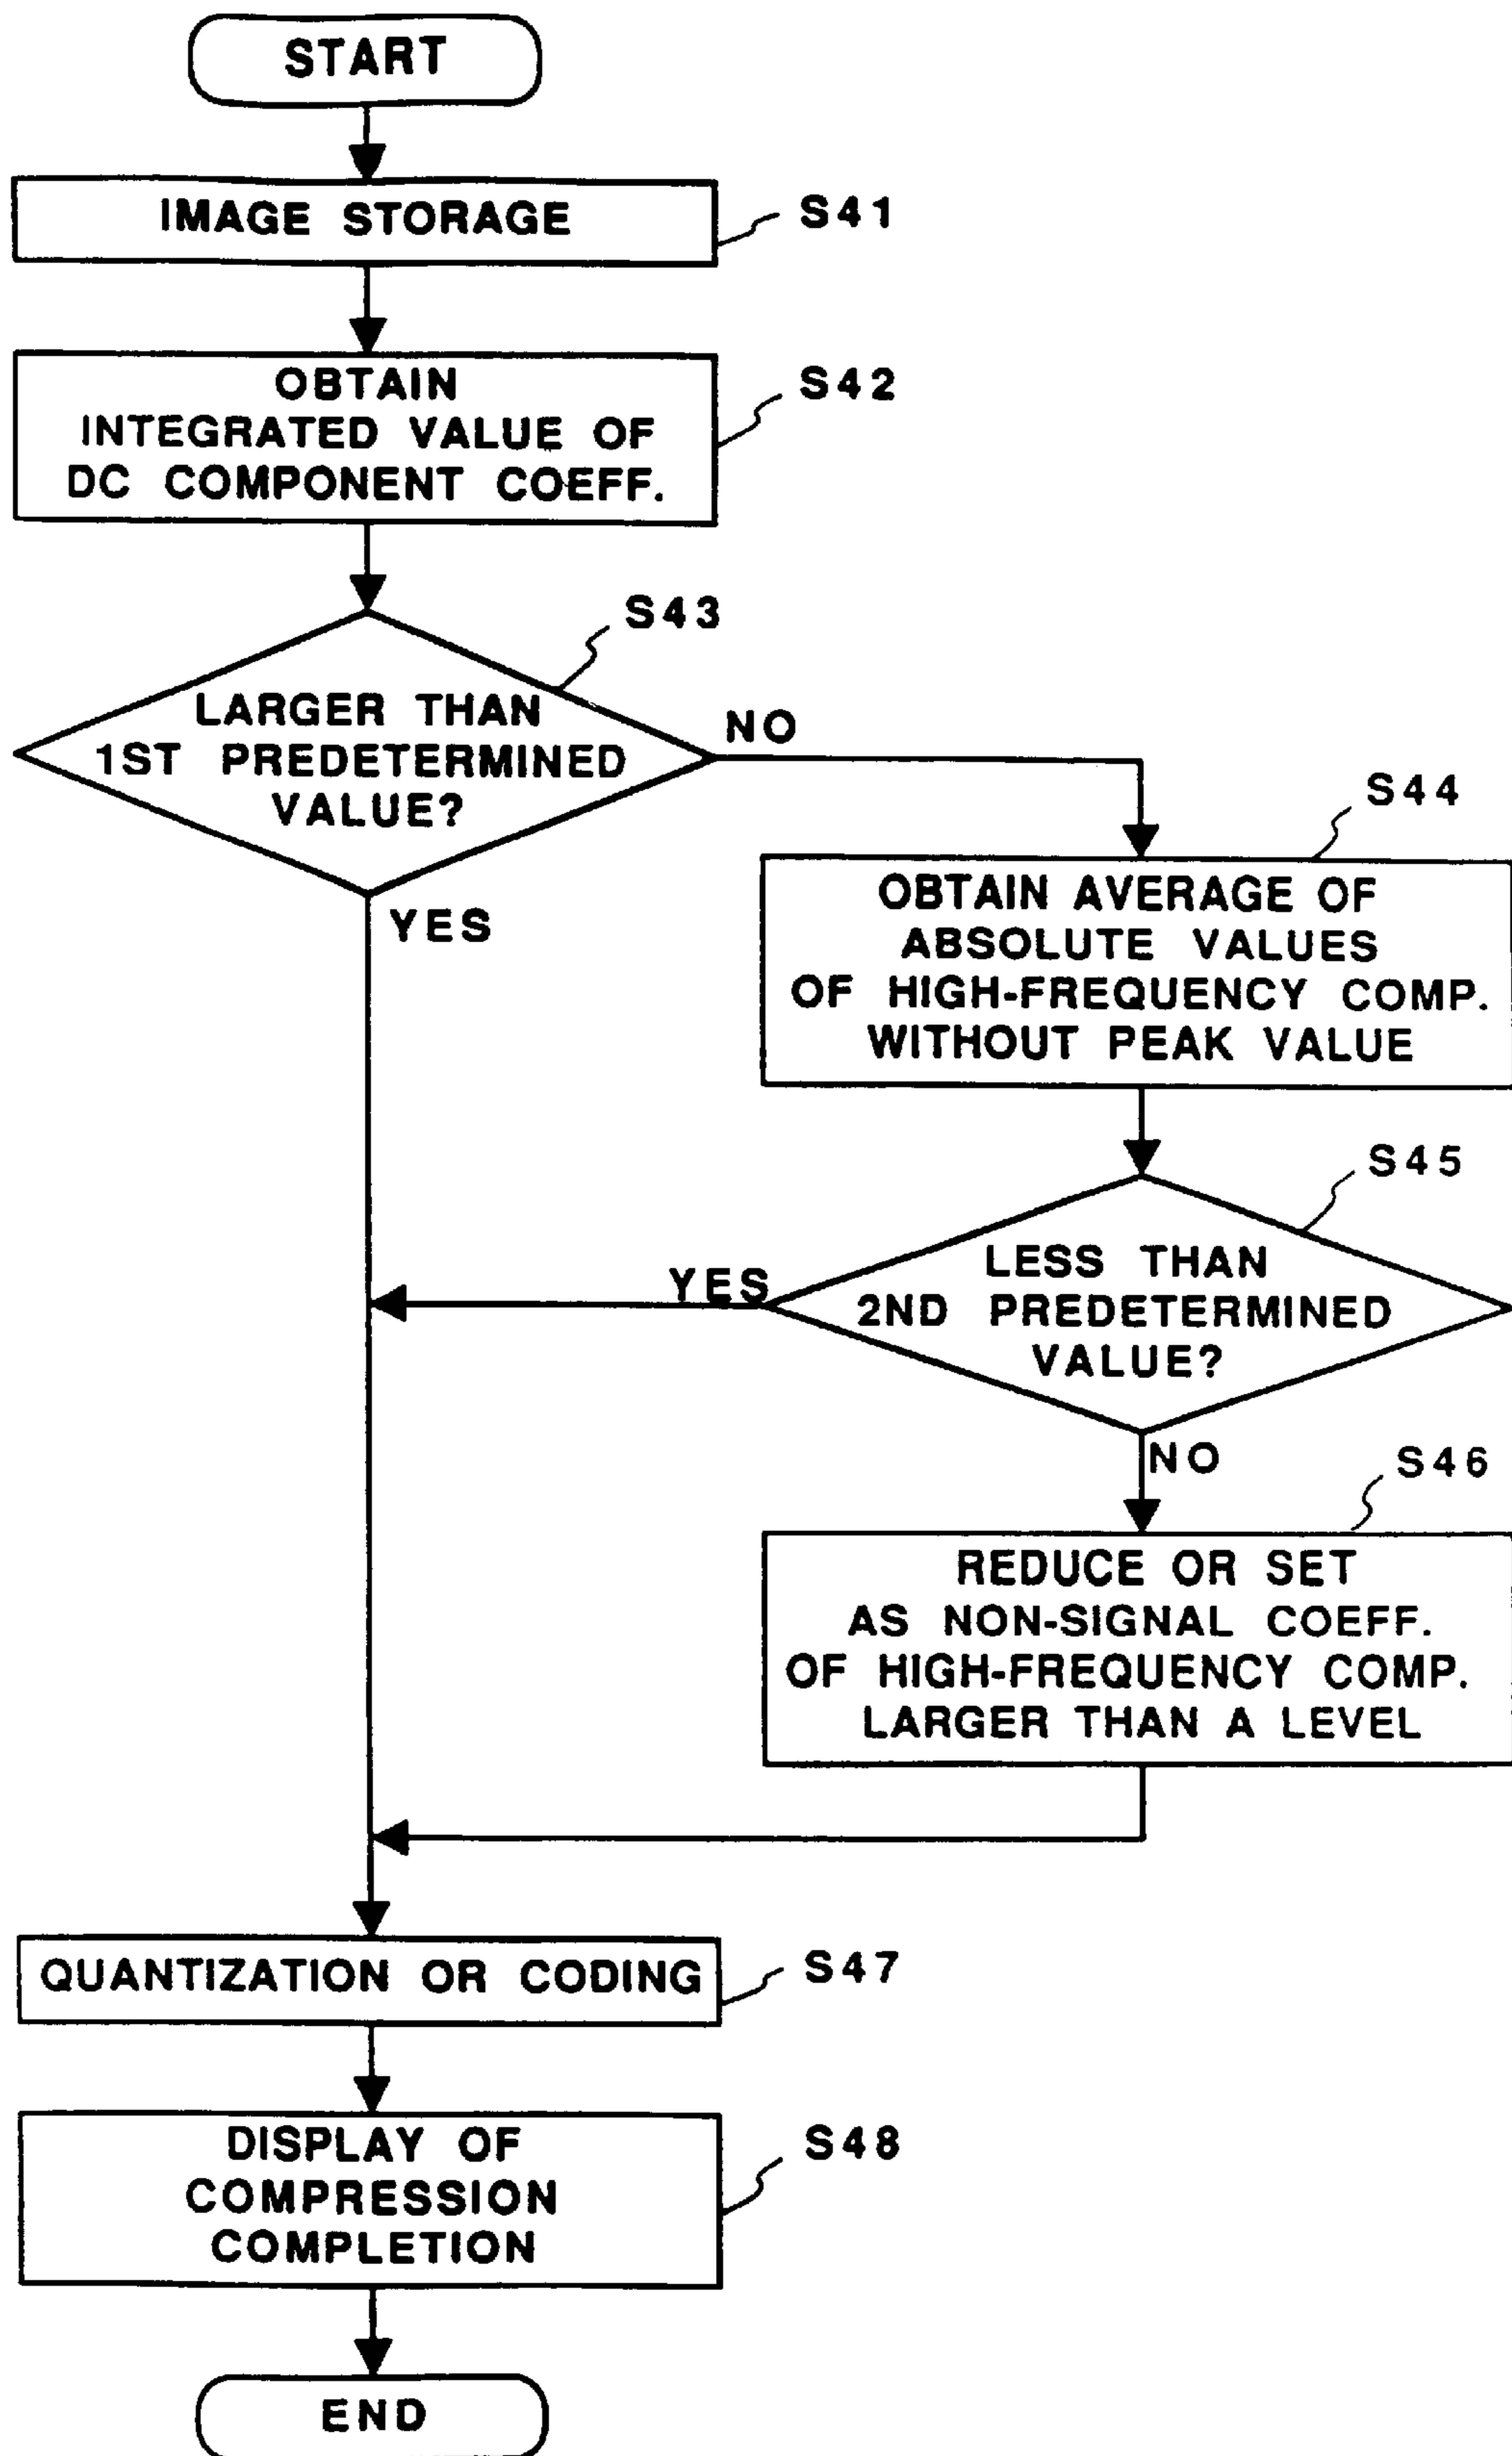 START
IMAGE STORAGE
S41
OBTAIN
INTEGRATED VALUE OF
DC COMPONENT COEFF.
S42
S43
LARGER THAN
1ST PREDETERMINED
VALUE?
NO
YES
S44
OBTAIN AVERAGE OF
ABSOLUTE VALUES
OF HIGH-FREQUENCY COMP.
WITHOUT PEAK VALUE
S45
LESS THAN
2ND PREDETERMINED
VALUE?
YES
NO
S46
REDUCE OR SET
AS NON-SIGNAL COEFF.
OF HIGH-FREQUENCY COMP.
LARGER THAN A LEVEL
QUANTIZATION OR CODING
S47
DISPLAY OF
COMPRESSION
COMPLETION
S48
END